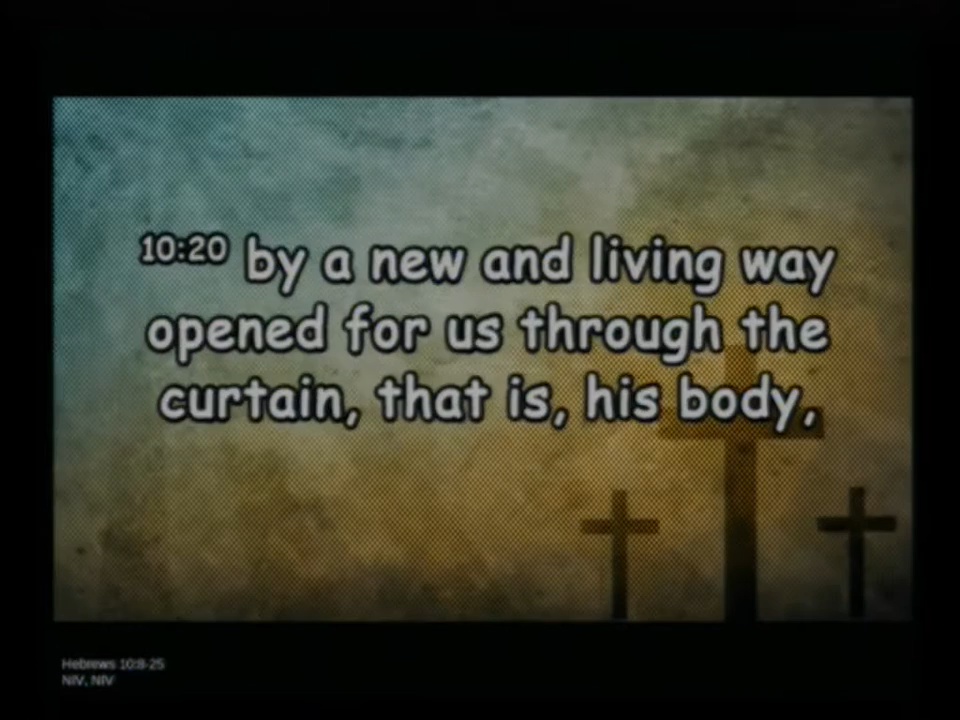 10:20 by a new and living way
opened for us through the
curtain, that is, his body,
Hebrews 10:8-25
NIV, NIV